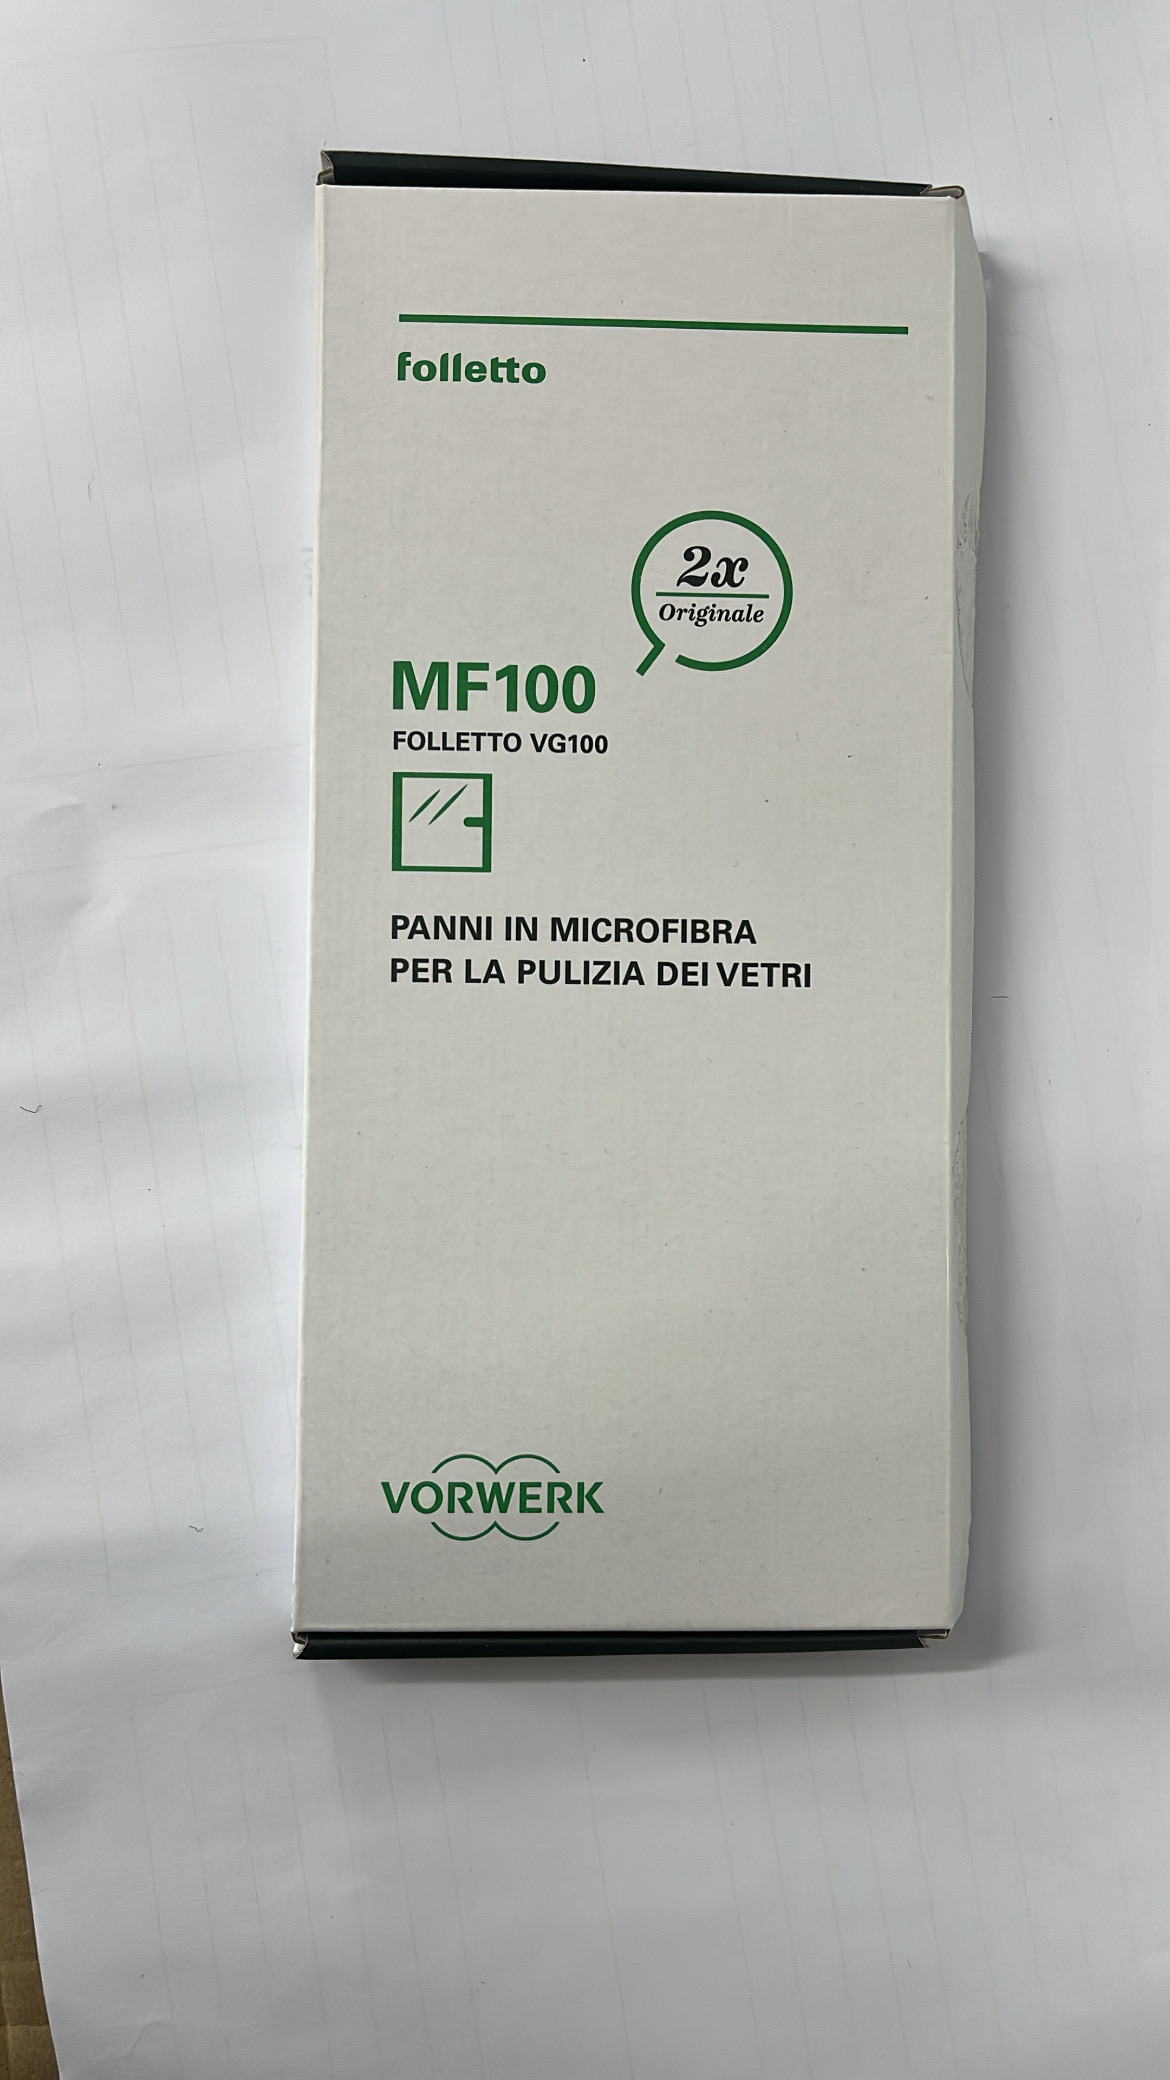 folletto
2x
Originale
MF100
FOLLETTO VG100
PANNI IN MICROFIBRA
PER LA PULIZIA DEI VETRI
VORWERK